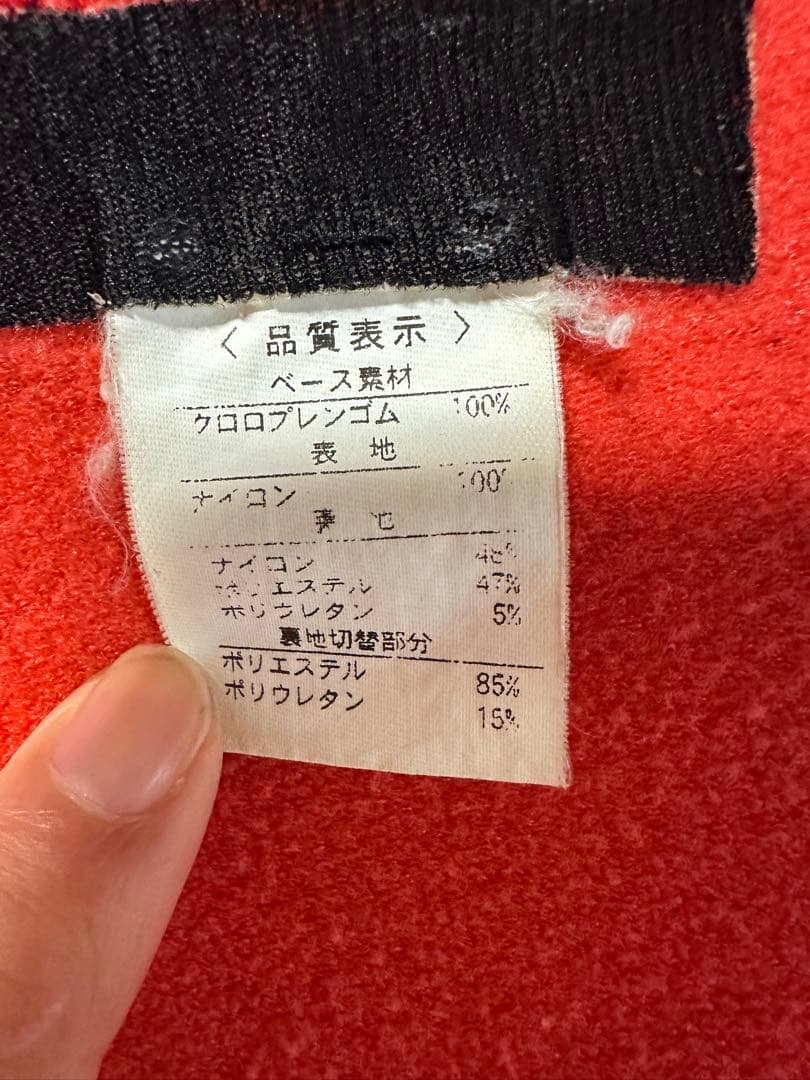 〈 品質表示 〉
ベース素材
クロロプレンゴム 100%
表 地
ナイロン 100%
裏 地
ナイロン 48%
ポリエステル 47%
ポリウレタン 5%
裏地切替部分
ポリエステル 85%
ポリウレタン 15%